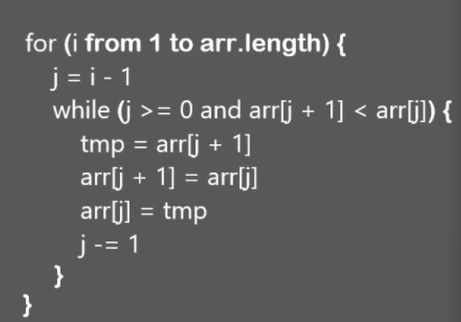 for (i from 1 to arr.length) {
j = i - 1
while (j >= 0 and arr[j + 1] < arr[j]) {
tmp = arr[j + 1]
arr[j + 1] = arr[j]
arr[j] = tmp
j -= 1
}
}